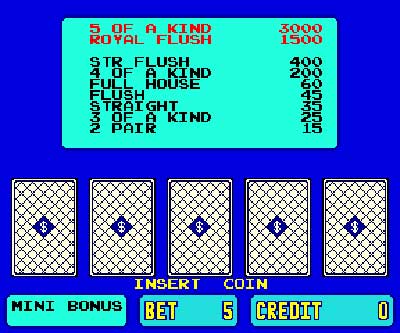 5 OF A KIND 3000
ROYAL FLUSH 1500
STR FLUSH 400
4 OF A KIND 200
FULL HOUSE 60
FLUSH 45
STRAIGHT 35
3 OF A KIND 25
2 PAIR 15
$ $ $ $ $
INSERT COIN
MINI BONUS BET 5 CREDIT 0